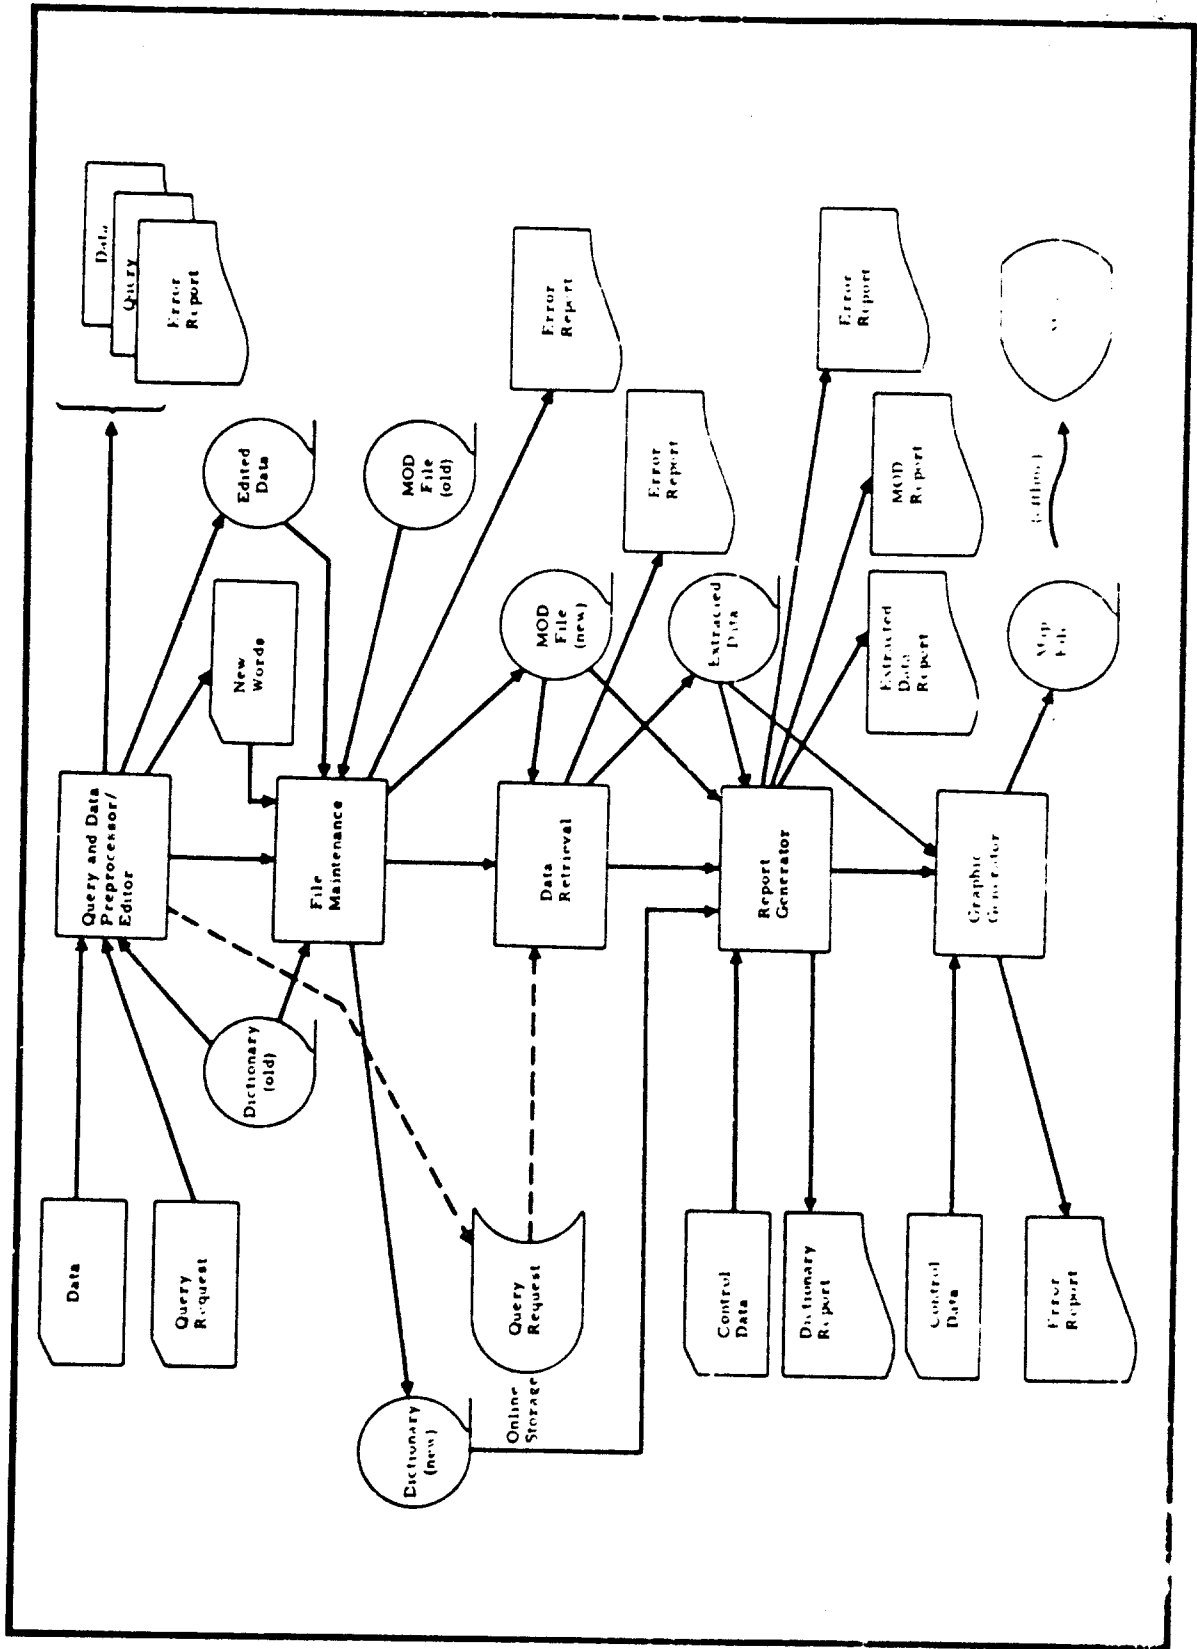 Data
Query
Request
Query and Data
Preprocessor/
Editor
Data
Query
Error
Report
Dictionary
(old)
New
Words
Edited
Data
File
Maintenance
MOD
File
(old)
Dictionary
(new)
Online
Storage
Query
Request
Data
Retrieval
MOD
File
(new)
Error
Report
Error
Report
Extracted
Data
Control
Data
Dictionary
Report
Report
Generator
Extracted
Data
Report
MOD
Report
Error
Report
Control
Data
Error
Report
Graphic
Generator
Map
File